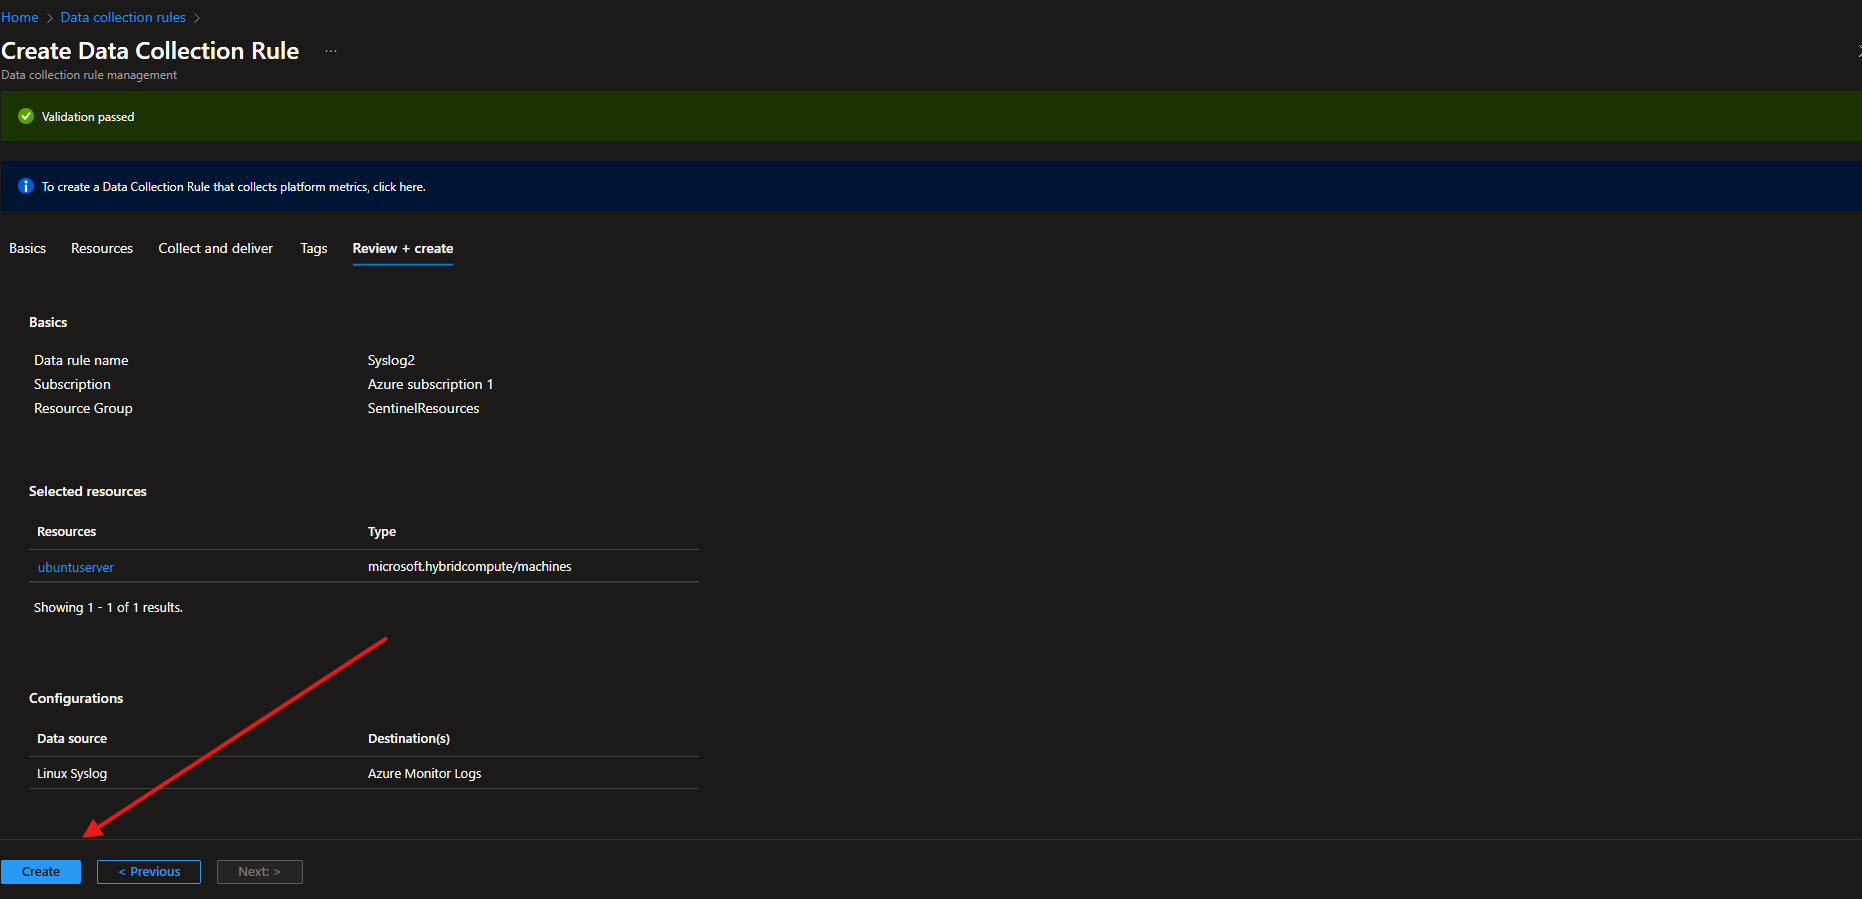 Home > Data collection rules >
Create Data Collection Rule ...
Data collection rule management
Validation passed
To create a Data Collection Rule that collects platform metrics, click here.
Basics Resources Collect and deliver Tags Review + create
Basics
Data rule name Syslog2
Subscription Azure subscription 1
Resource Group SentinelResources
Selected resources
Resources Type
ubuntuserver microsoft.hybridcompute/machines
Showing 1 - 1 of 1 results.
Configurations
Data source Destination(s)
Linux Syslog Azure Monitor Logs
Create < Previous Next: >